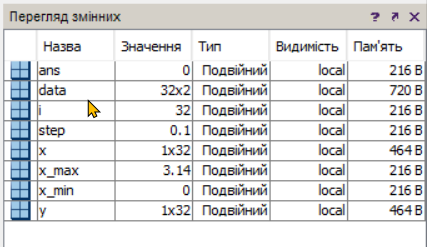 Перегляд змінних
Назва Значення Тип Видимість Пам'ять
ans 0 Подвійний local 216 B
data 32x2 Подвійний local 720 B
i 32 Подвійний local 216 B
step 0.1 Подвійний local 216 B
x 1x32 Подвійний local 464 B
x_max 3.14 Подвійний local 216 B
x_min 0 Подвійний local 216 B
y 1x32 Подвійний local 464 B